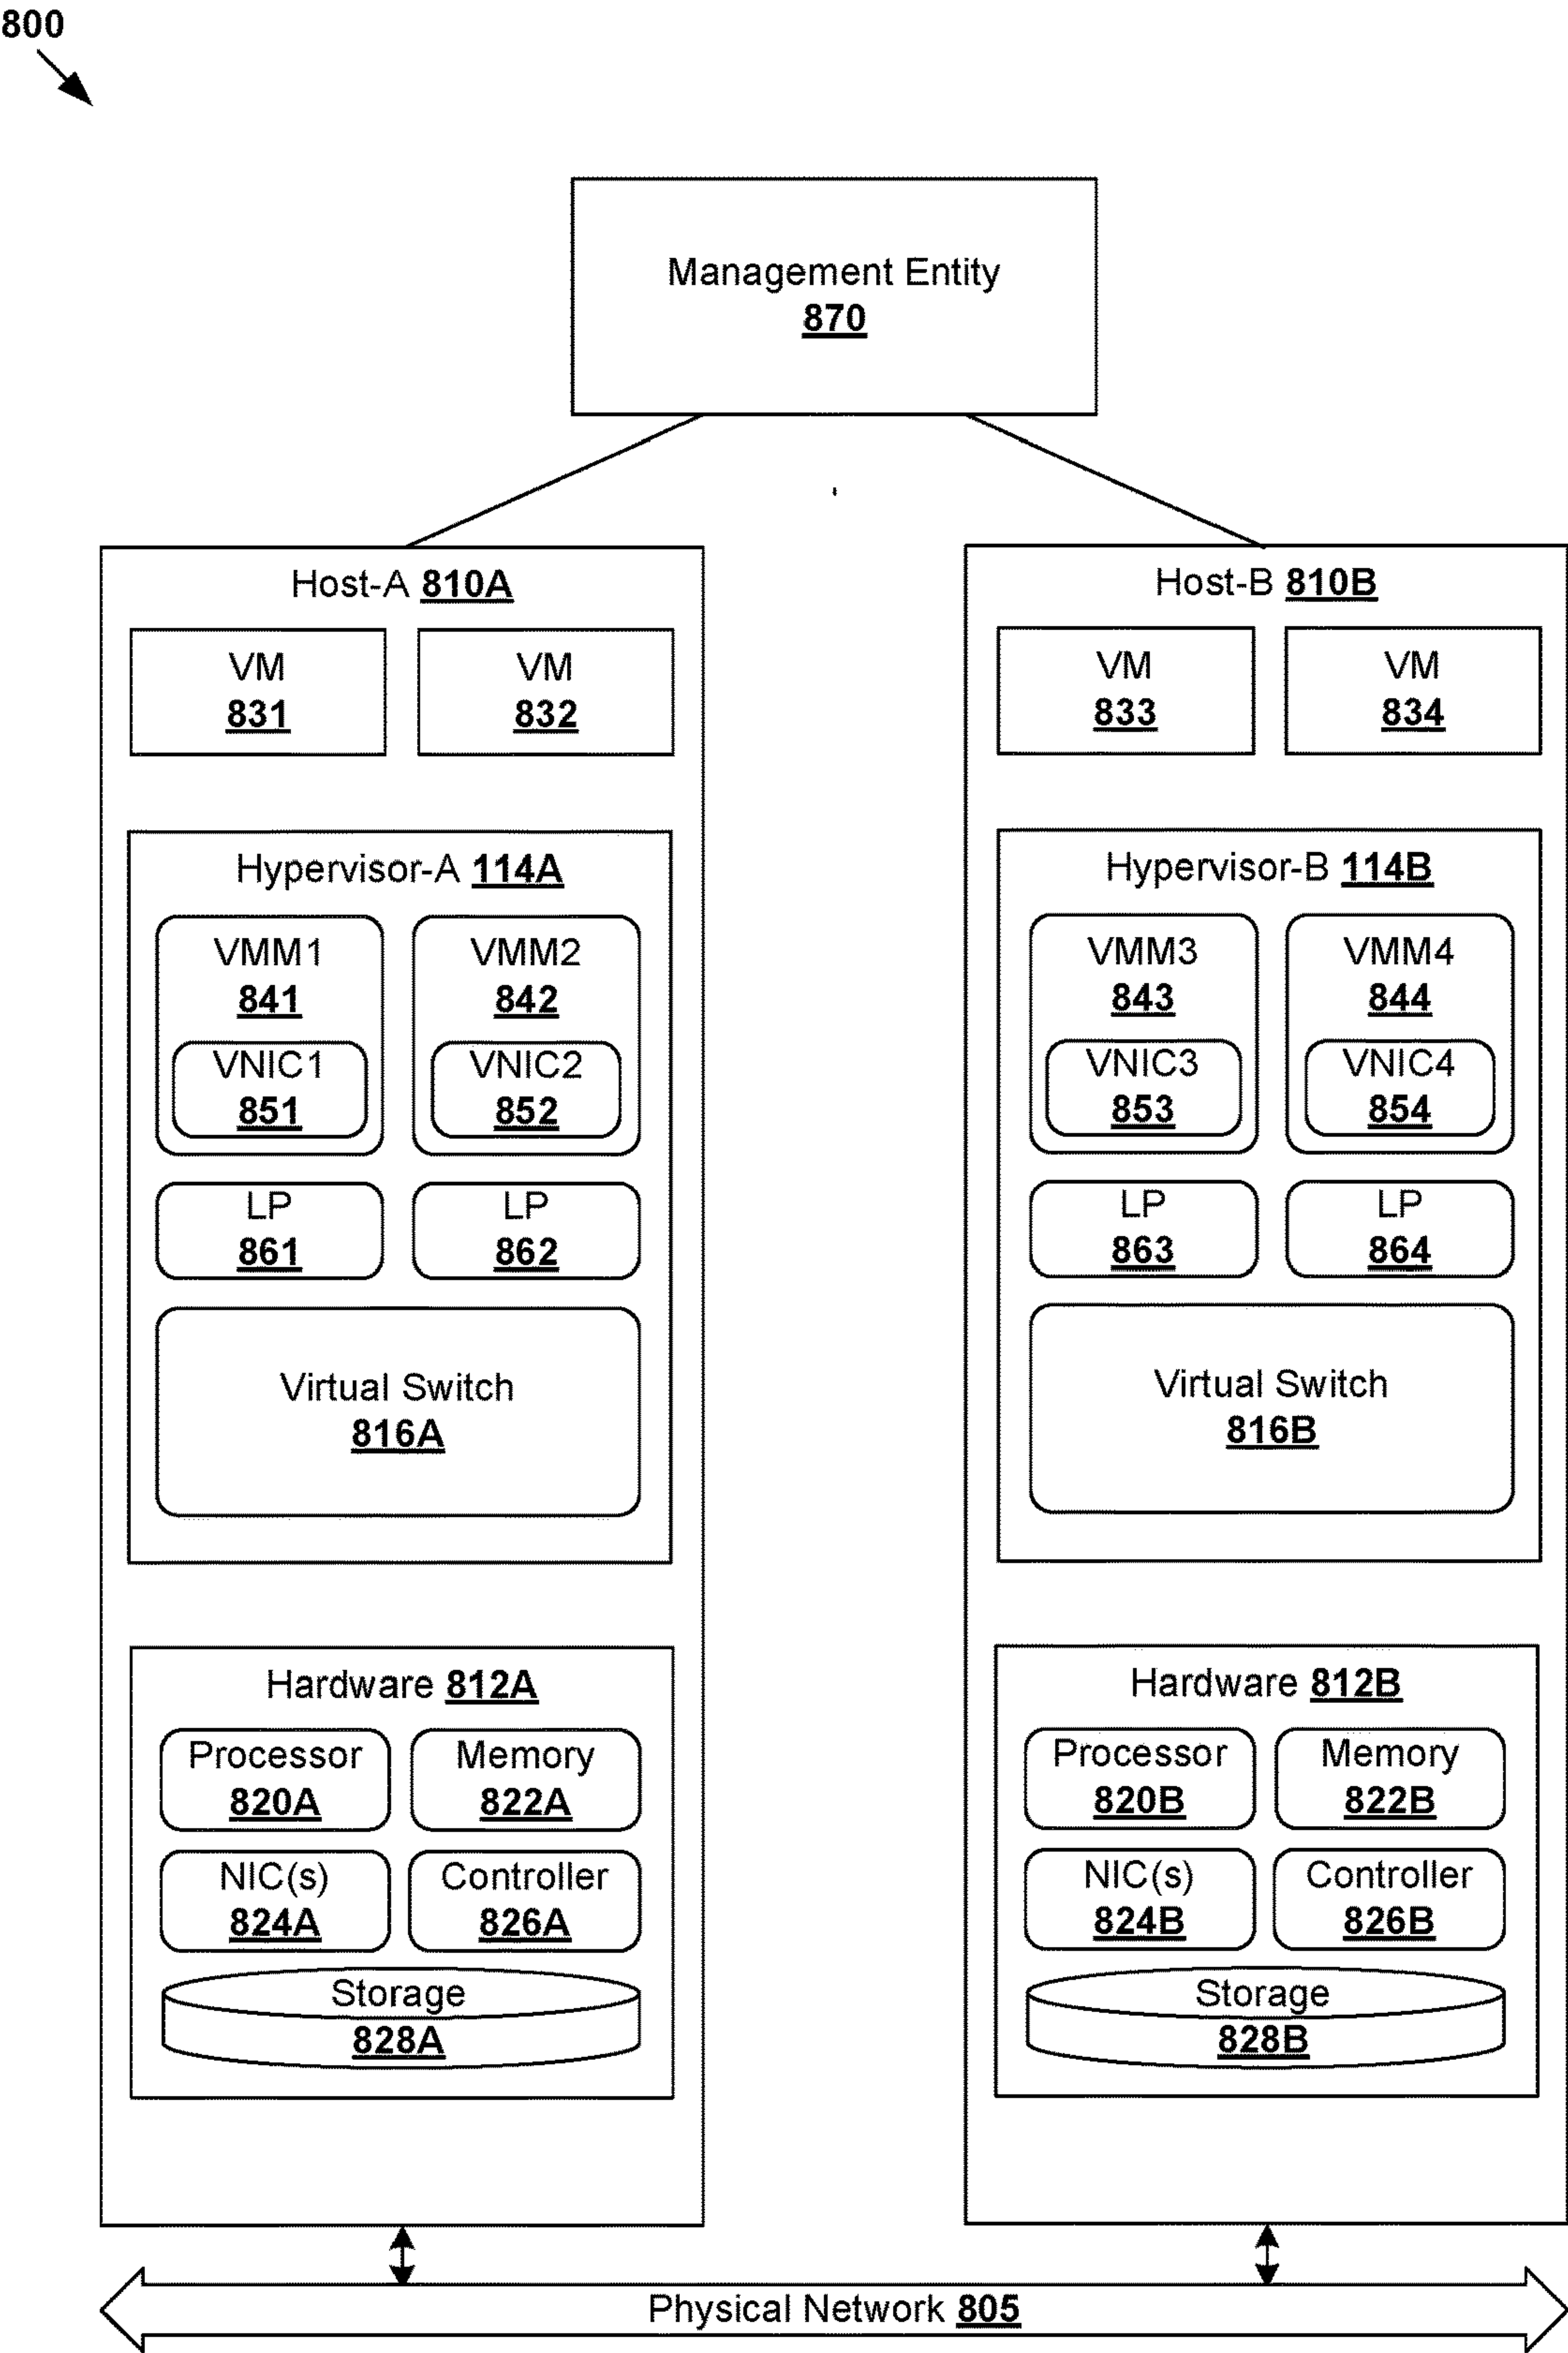 800
Management Entity
870
Host-A 810A
VM
831
VM
832
Hypervisor-A 114A
VMM1
841
VNIC1
851
VMM2
842
VNIC2
852
LP
861
LP
862
Virtual Switch
816A
Hardware 812A
Processor
820A
Memory
822A
NIC(s)
824A
Controller
826A
Storage
828A
Host-B 810B
VM
833
VM
834
Hypervisor-B 114B
VMM3
843
VNIC3
853
VMM4
844
VNIC4
854
LP
863
LP
864
Virtual Switch
816B
Hardware 812B
Processor
820B
Memory
822B
NIC(s)
824B
Controller
826B
Storage
828B
Physical Network 805